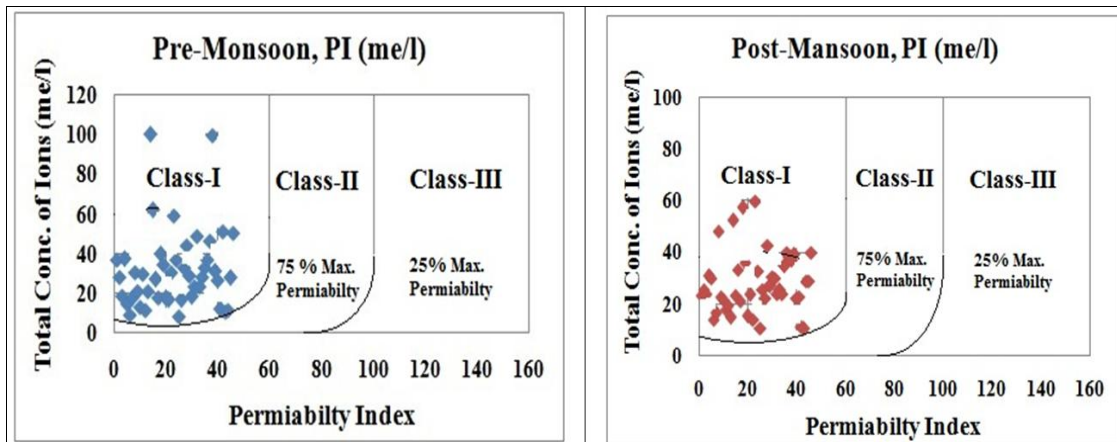 Pre-Monsoon, PI (me/l)
Total Conc. of Ions (me/l)
120
100
80
60
40
20
0
Class-I
Class-II
Class-III
75 % Max.
Permiabilty
25% Max.
Permiabilty
0 20 40 60 80 100 120 140 160
Permiabilty Index
Post-Mansoon, PI (me/l)
Total Conc. of Ions (me/l)
100
80
60
40
20
0
Class-I
Class-II
Class-III
75% Max.
Permiabilty
25% Max.
Permiabilty
0 20 40 60 80 100 120 140 160
Permiabilty Index